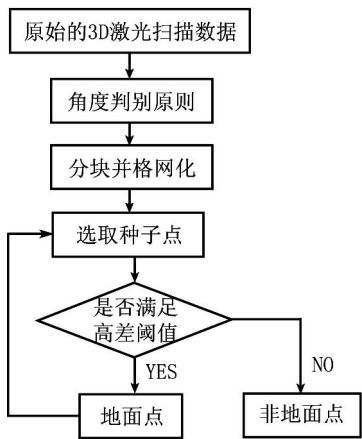 原始的3D激光扫描数据
角度判别原则
分块并格网化
选取种子点
是否满足
高差阈值
YES
NO
地面点
非地面点